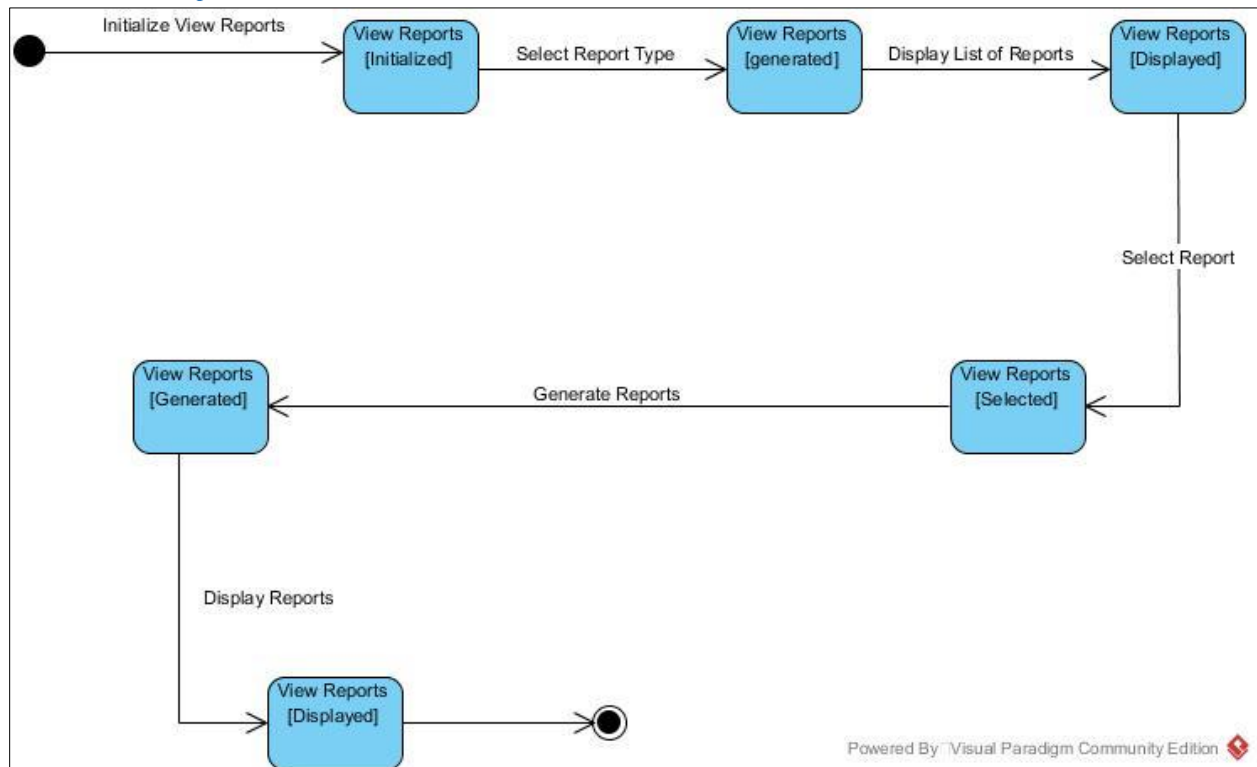 Initialize View Reports
View Reports
[Initialized]
Select Report Type
View Reports
[generated]
Display List of Reports
View Reports
[Displayed]
Select Report
View Reports
[Selected]
Generate Reports
View Reports
[Generated]
Display Reports
View Reports
[Displayed]
Powered By Visual Paradigm Community Edition